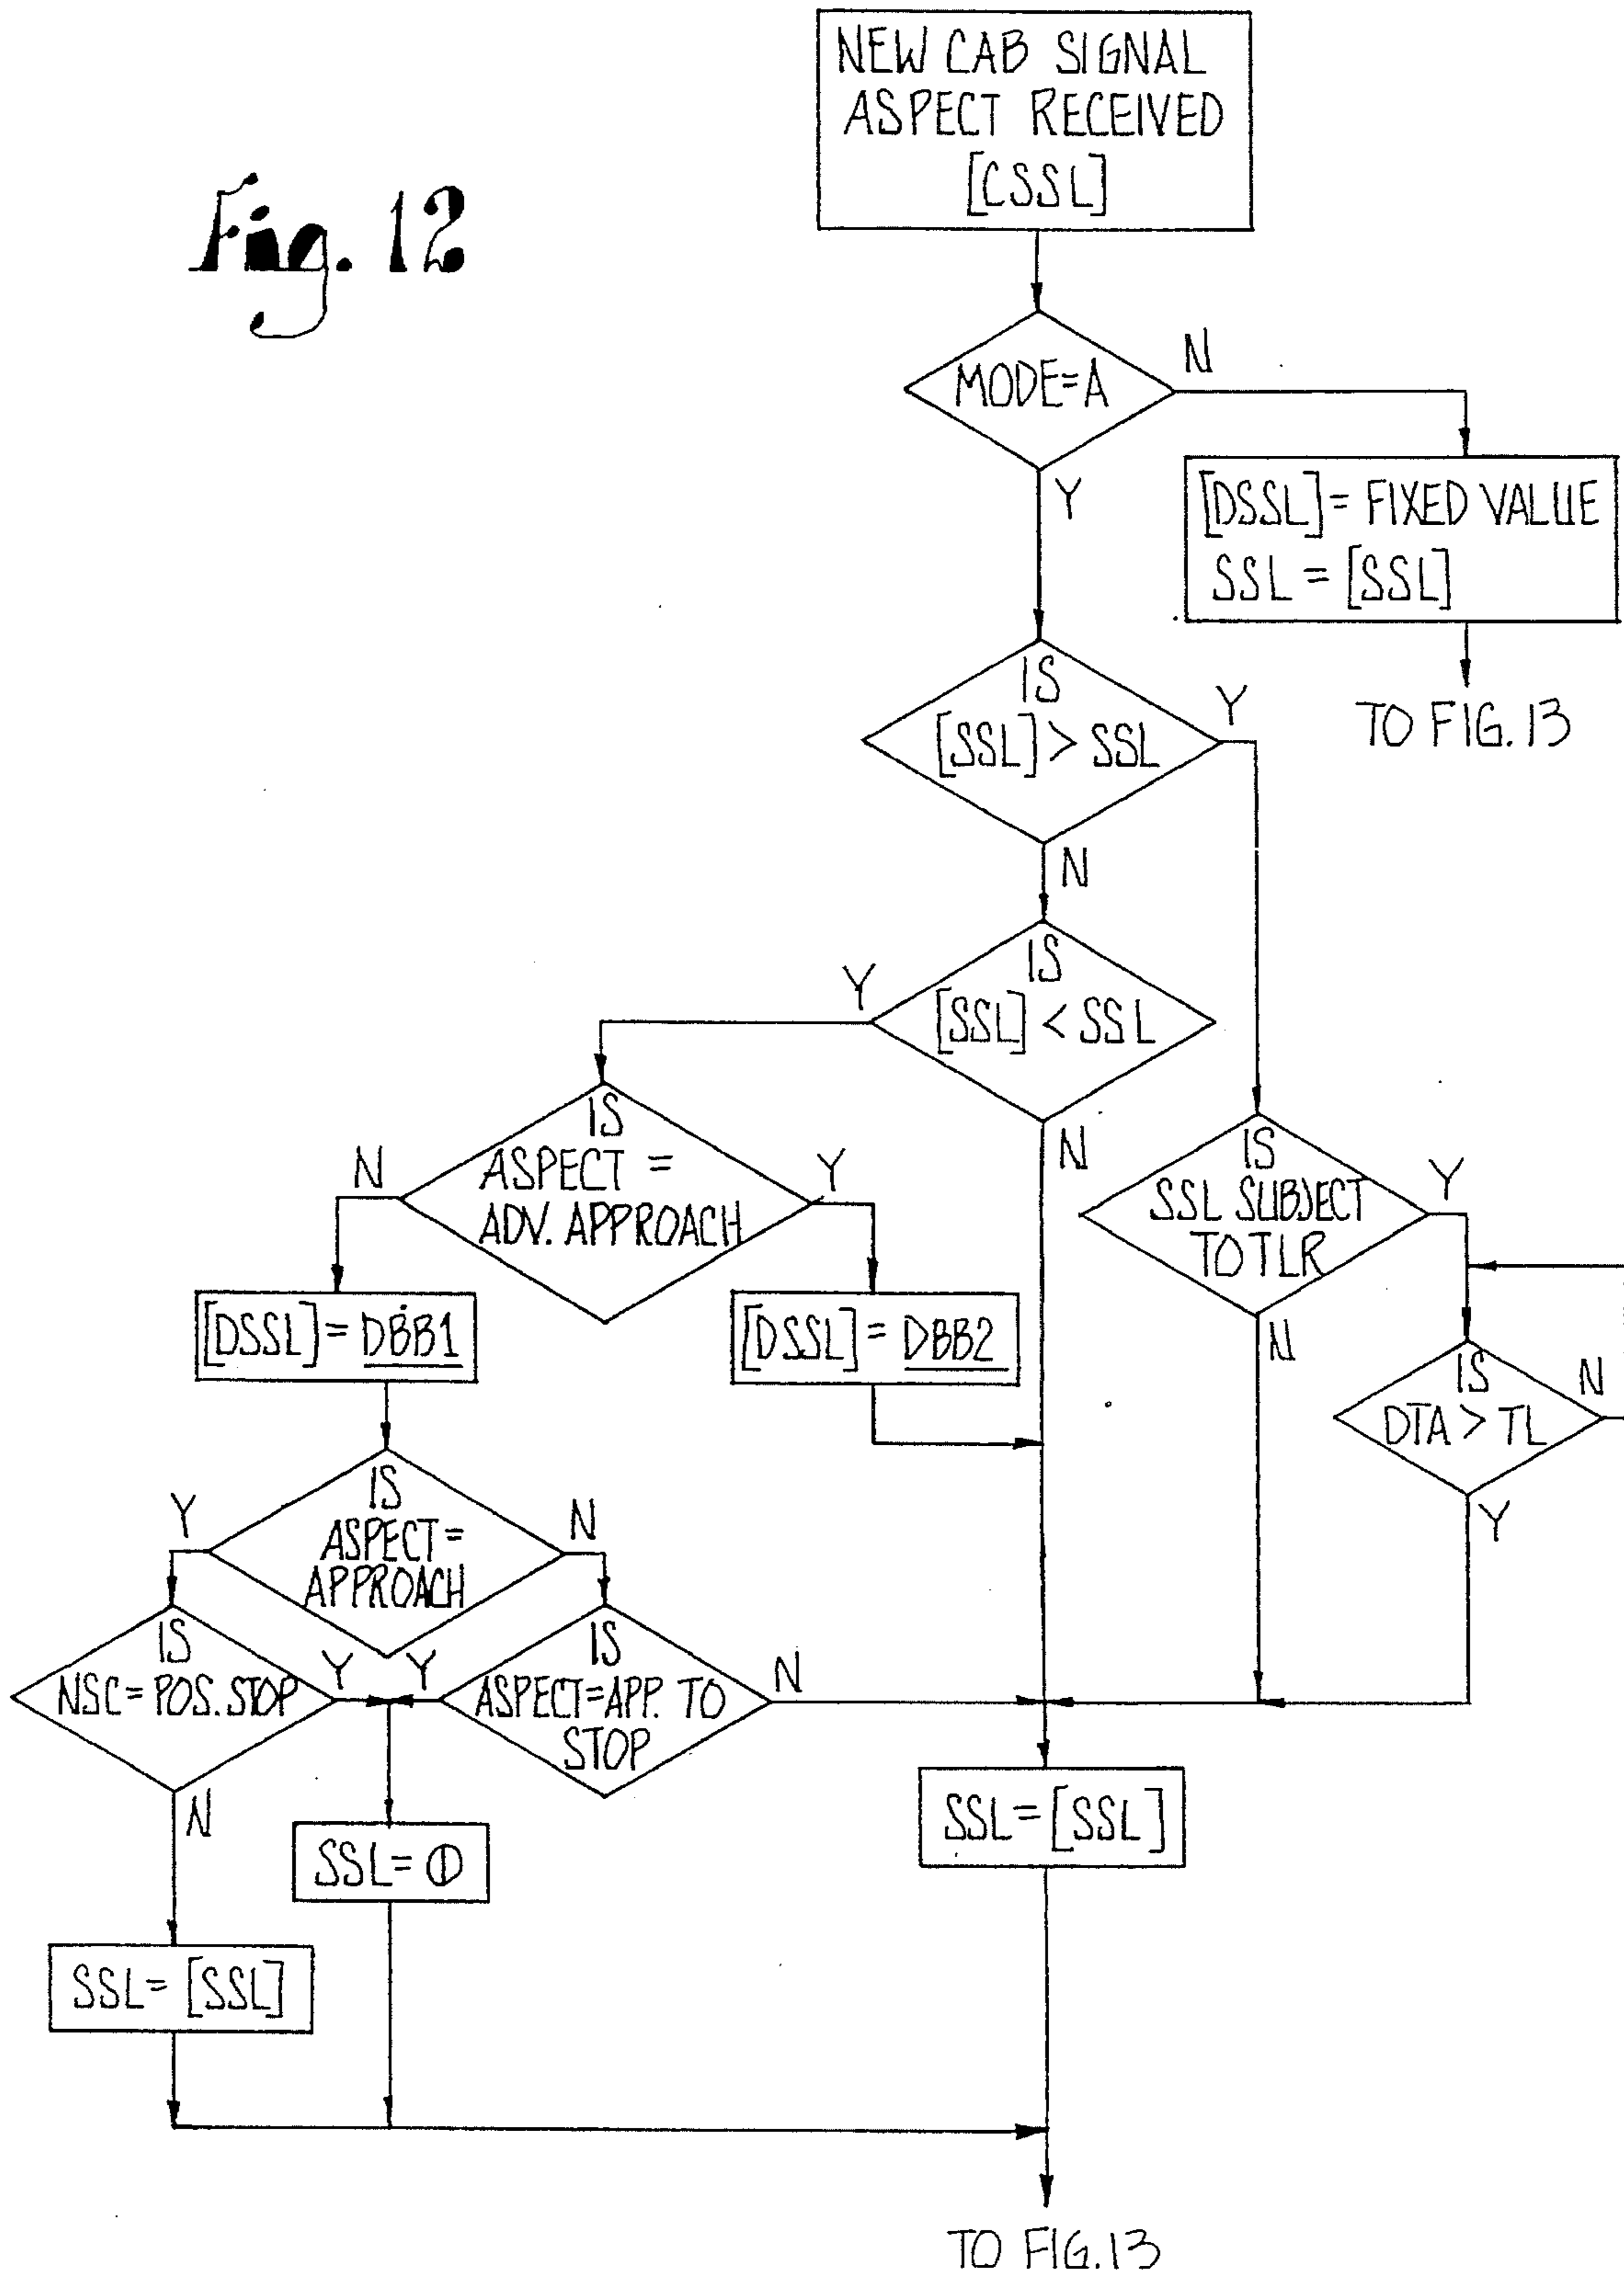 Fig. 12
NEW CAB SIGNAL
ASPECT RECEIVED
[CSSL]
MODE=A
N
Y
[DSSL]= FIXED VALUE
SSL = [SSL]
TO FIG.13
IS
[SSL] > SSL
Y
N
IS
[SSL] < SSL
Y
N
IS
ASPECT =
ADV. APPROACH
N
Y
IS
SSL SUBJECT
TO TLR
Y
N
[DSSL]= DBB1
[DSSL]= DBB2
IS
DTA > TL
N
Y
IS
ASPECT=
APPROACH
Y
N
IS
NSC=POS.STOP
Y
N
IS
ASPECT=APP. TO
STOP
Y
N
SSL=[SSL]
SSL= 0
SSL= [SSL]
TO FIG.13